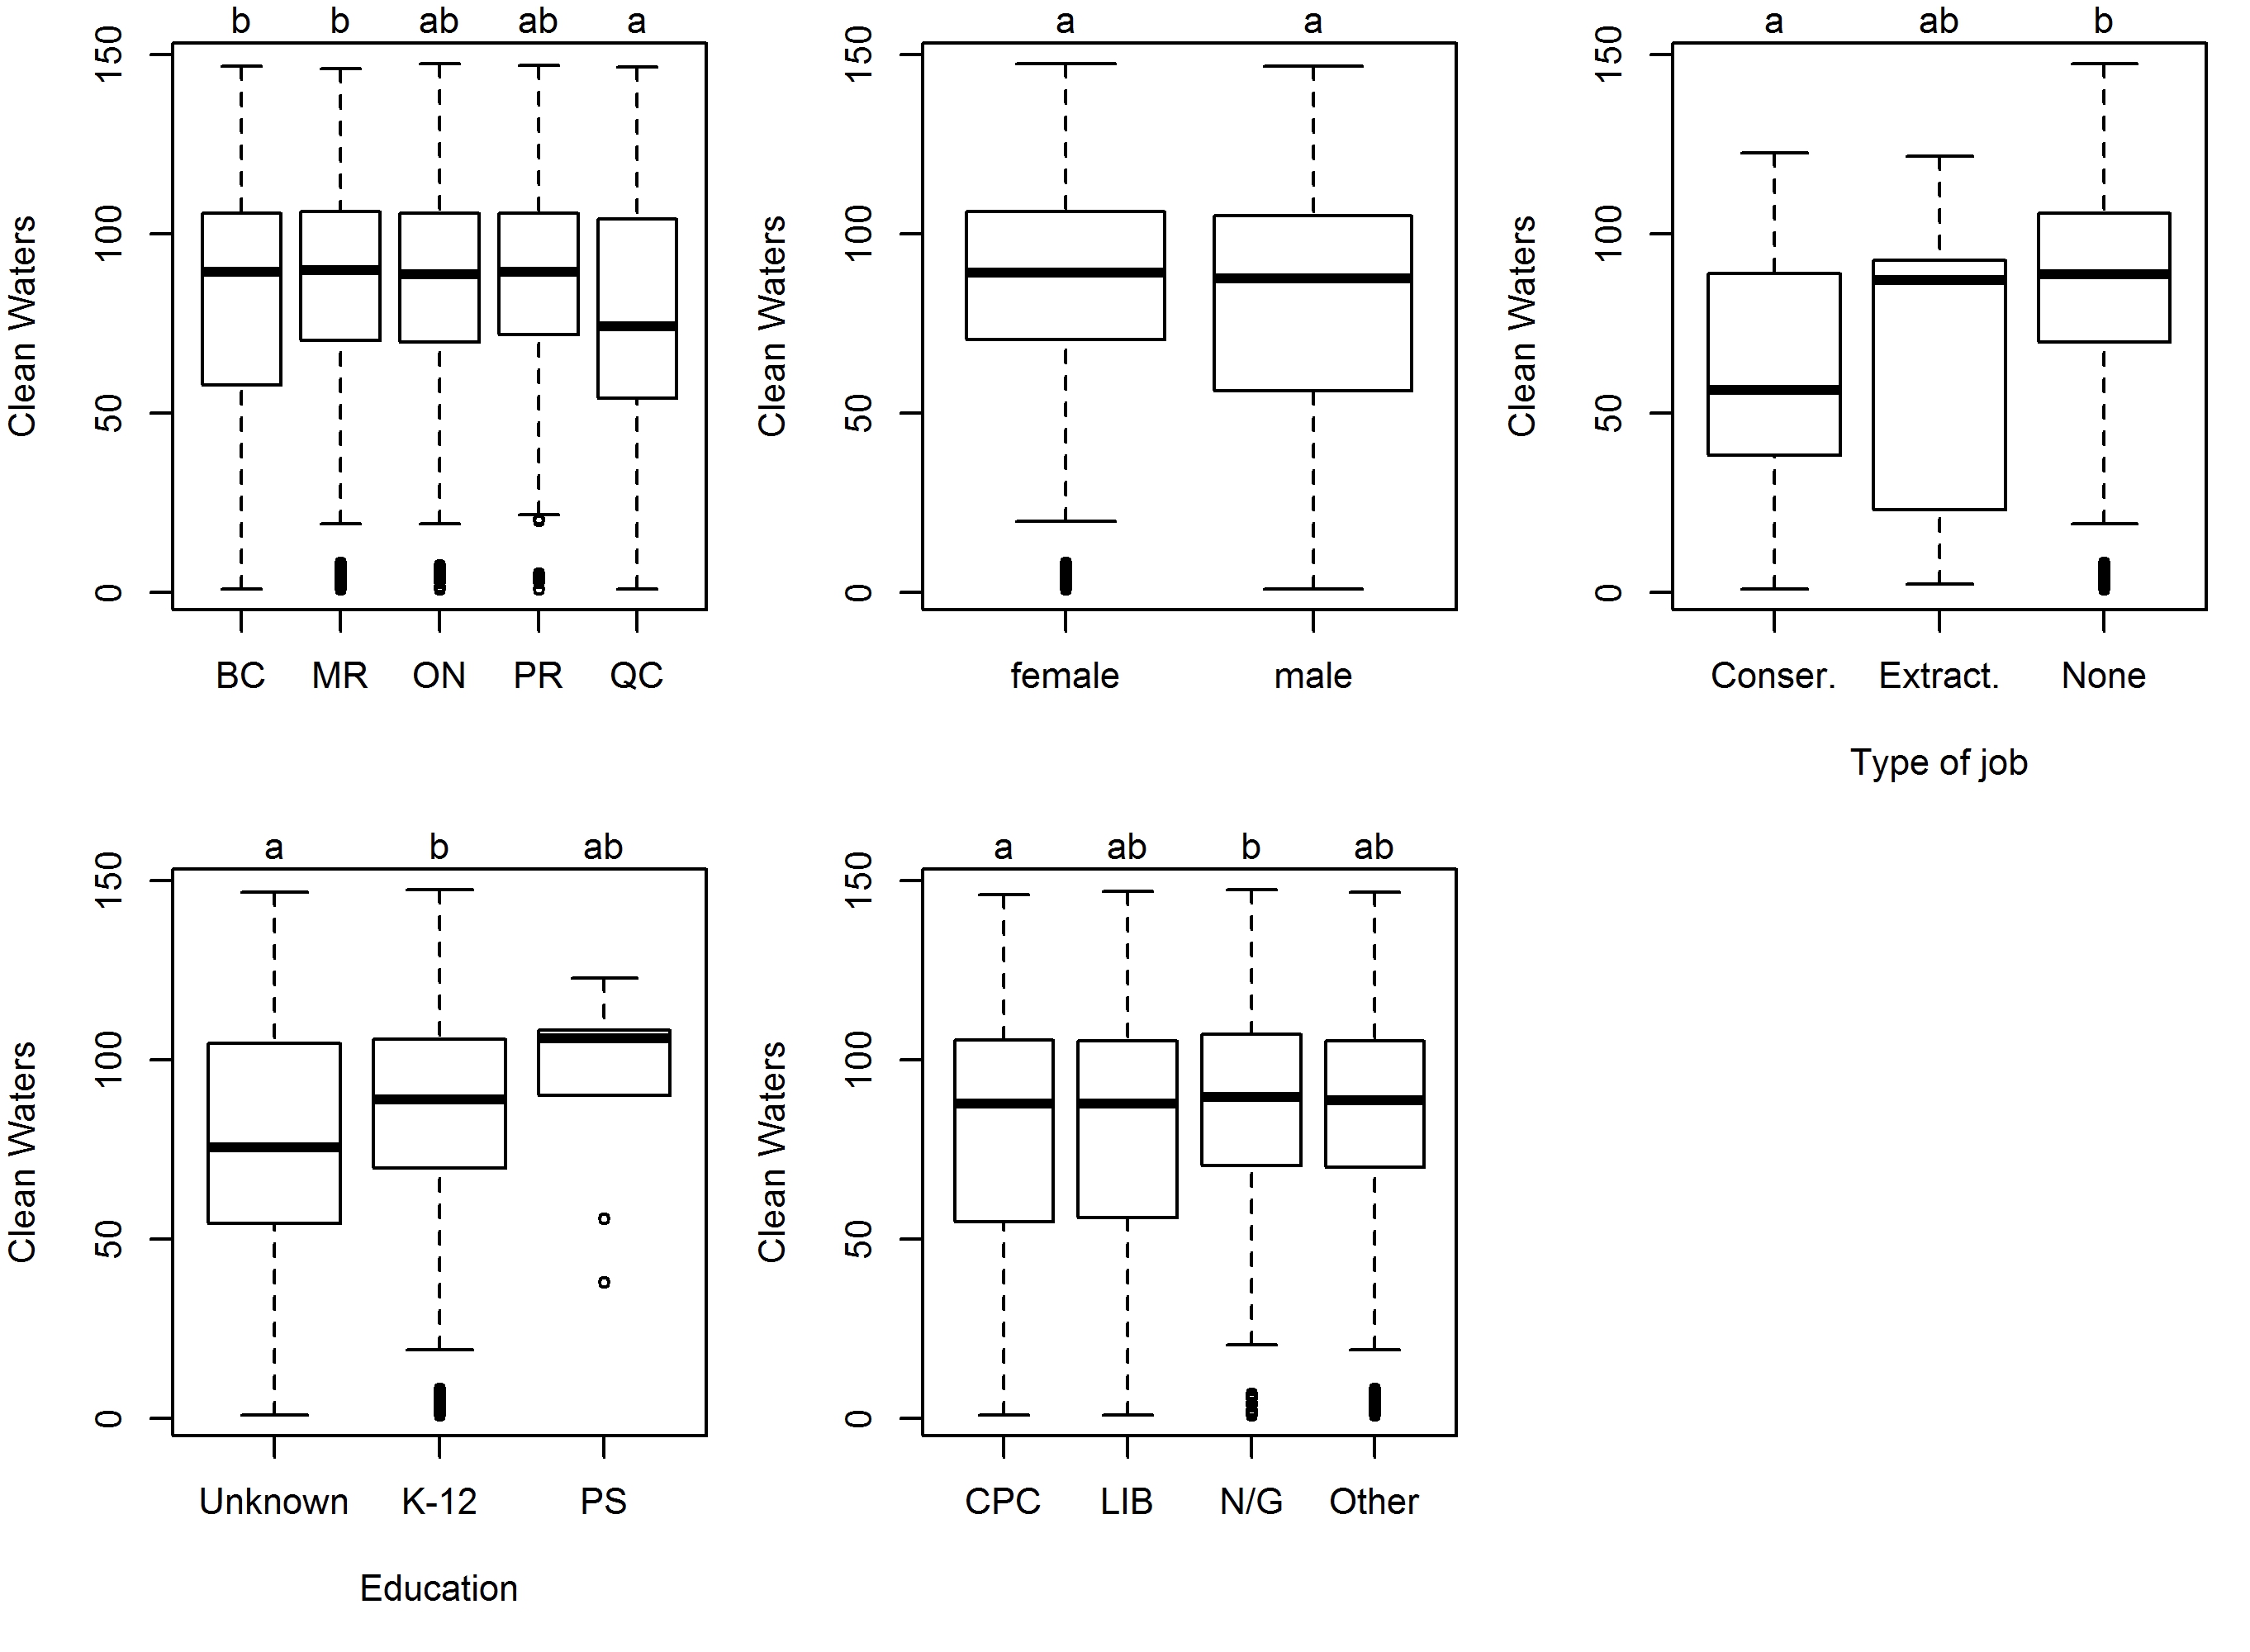 b b ab ab a
150
100
50
0
Clean Waters
BC MR ON PR QC
a a
150
100
50
0
Clean Waters
female male
a ab b
150
100
50
0
Clean Waters
Conser. Extract. None
Type of job
a b ab
150
100
50
0
Clean Waters
Unknown K-12 PS
Education
a ab b ab
150
100
50
0
Clean Waters
CPC LIB N/G Other